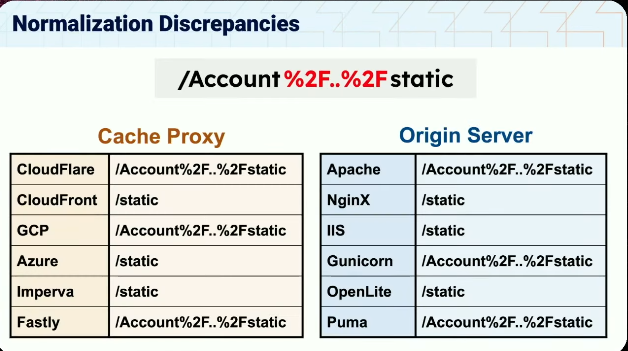 Normalization Discrepancies
/Account%2F..%2Fstatic
Cache Proxy
CloudFlare /Account%2F..%2Fstatic
CloudFront /static
GCP /Account%2F..%2Fstatic
Azure /static
Imperva /static
Fastly /Account%2F..%2Fstatic
Origin Server
Apache /Account%2F..%2Fstatic
NginX /static
IIS /static
Gunicorn /Account%2F..%2Fstatic
OpenLite /static
Puma /Account%2F..%2Fstatic